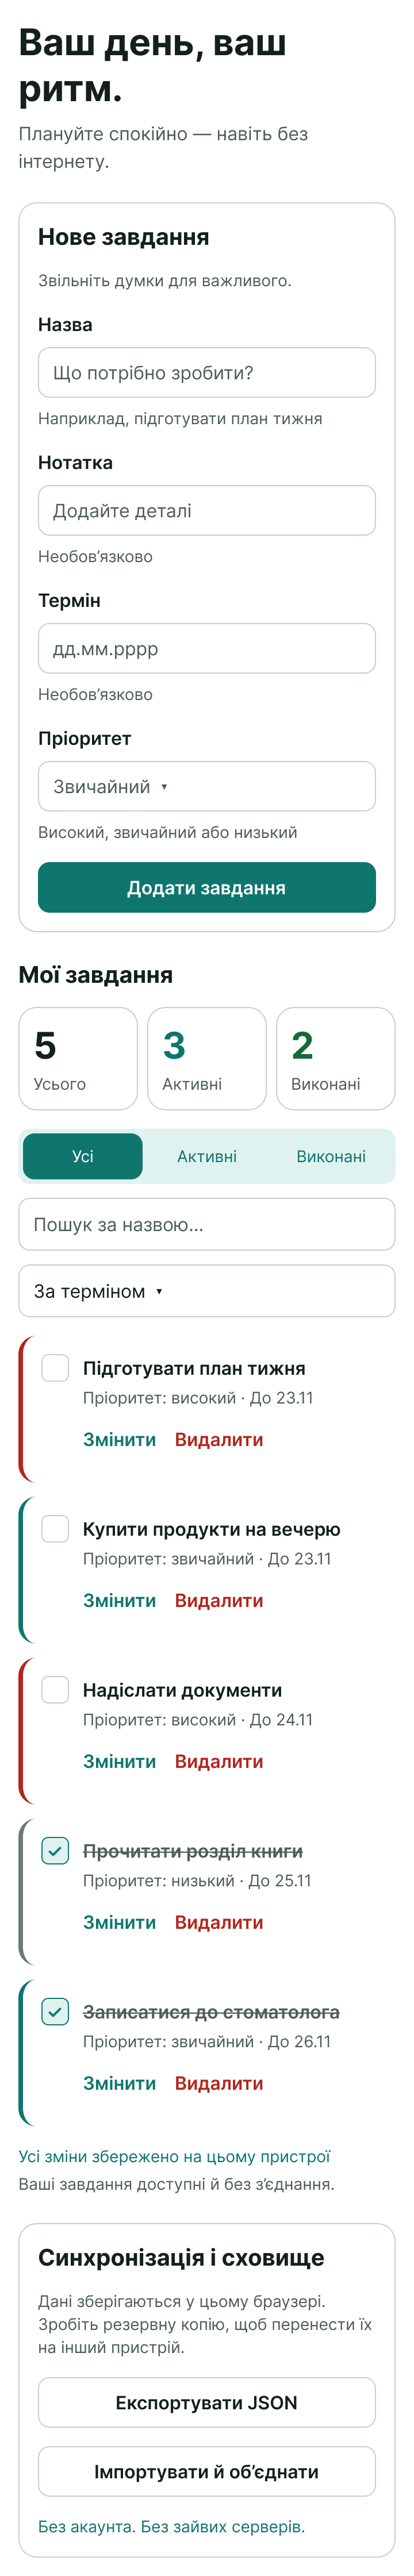 Ваш день, ваш
ритм.
Плануйте спокійно — навіть без
інтернету.
Нове завдання
Звільніть думки для важливого.
Назва
Що потрібно зробити?
Наприклад, підготувати план тижня
Нотатка
Додайте деталі
Необов’язково
Термін
дд.мм.рррр
Необов’язково
Пріоритет
Звичайний ▾
Високий, звичайний або низький
Додати завдання
Мої завдання
5 3 2
Усього Активні Виконані
Усі Активні Виконані
Пошук за назвою…
За терміном ▾
Підготувати план тижня
Пріоритет: високий · До 23.11
Змінити Видалити
Купити продукти на вечерю
Пріоритет: звичайний · До 23.11
Змінити Видалити
Надіслати документи
Пріоритет: високий · До 24.11
Змінити Видалити
Прочитати розділ книги
Пріоритет: низький · До 25.11
Змінити Видалити
Записатися до стоматолога
Пріоритет: звичайний · До 26.11
Змінити Видалити
Усі зміни збережено на цьому пристрої
Ваші завдання доступні й без з’єднання.
Синхронізація і сховище
Дані зберігаються у цьому браузері.
Зробіть резервну копію, щоб перенести їх
на інший пристрій.
Експортувати JSON
Імпортувати й об’єднати
Без акаунта. Без зайвих серверів.